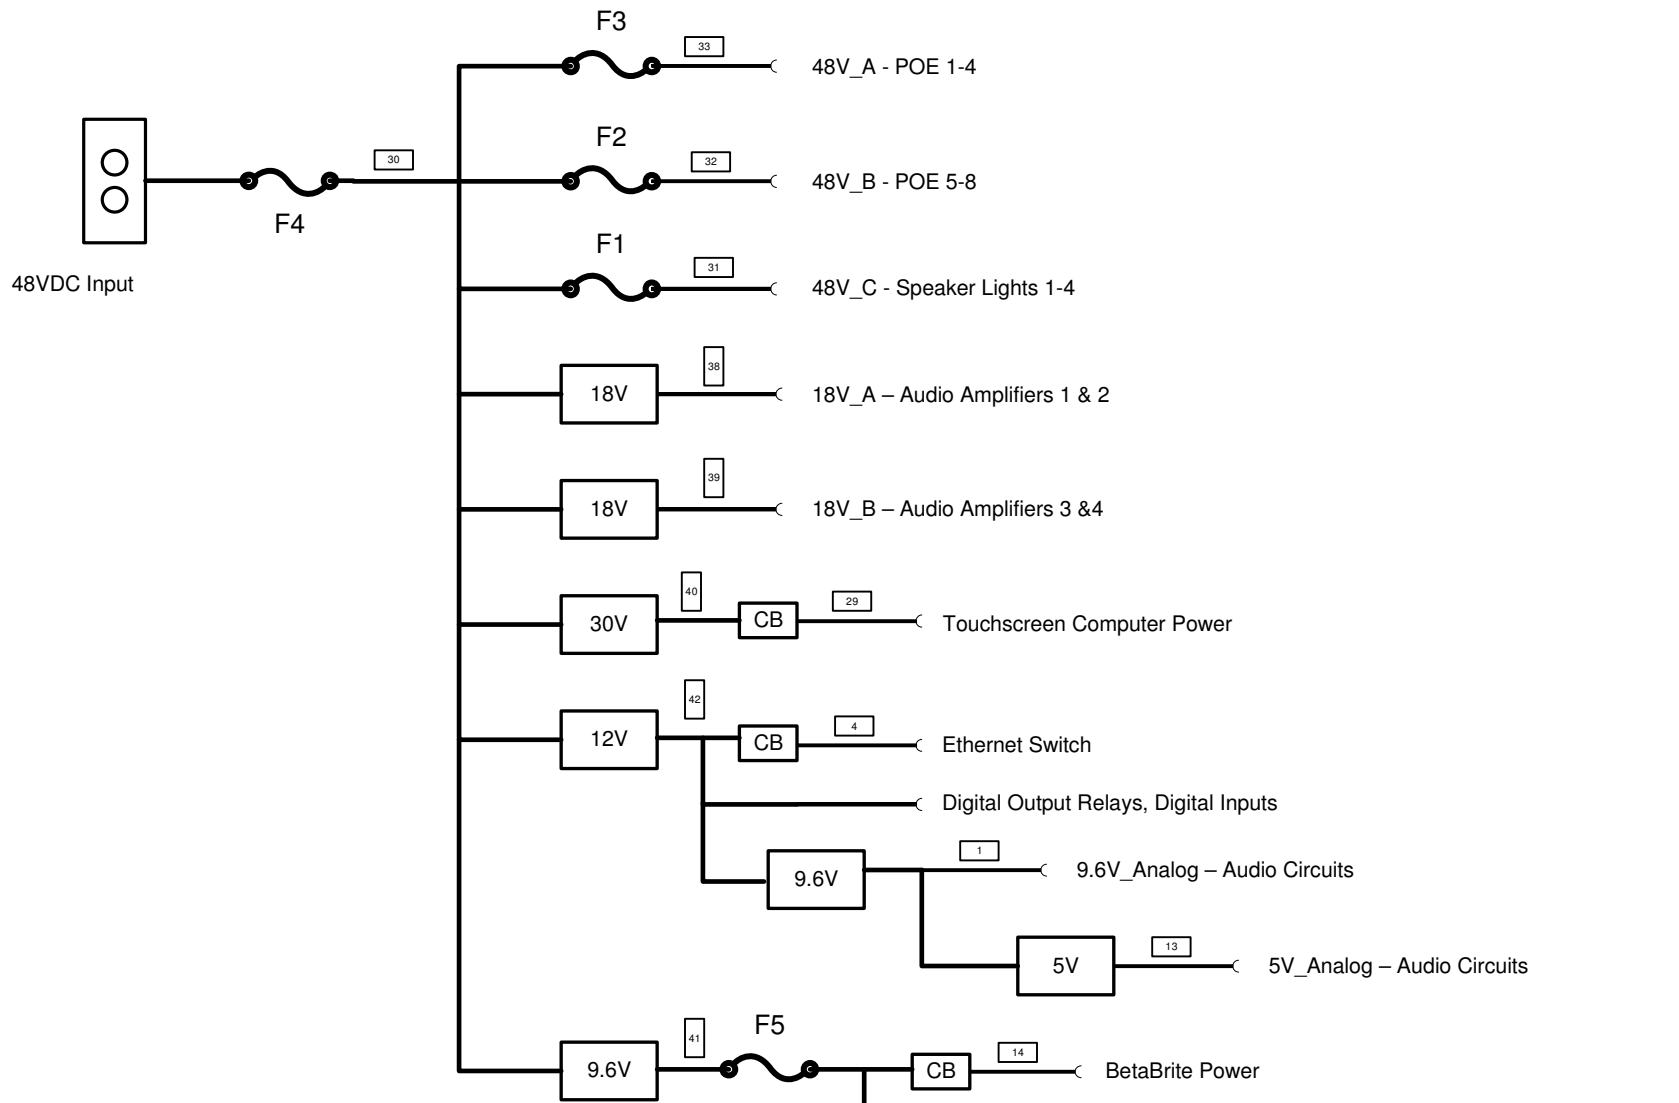 F3
33
48V_A - POE 1-4
F2
30
32
48V_B - POE 5-8
F4
F1
31
48VDC Input
48V_C - Speaker Lights 1-4
38
18V
18V_A – Audio Amplifiers 1 & 2
39
18V
18V_B – Audio Amplifiers 3 &4
40
29
30V
CB
Touchscreen Computer Power
42
4
12V
CB
Ethernet Switch
Digital Output Relays, Digital Inputs
1
9.6V
9.6V_Analog – Audio Circuits
13
5V
5V_Analog – Audio Circuits
F5
41
14
9.6V
CB
BetaBrite Power